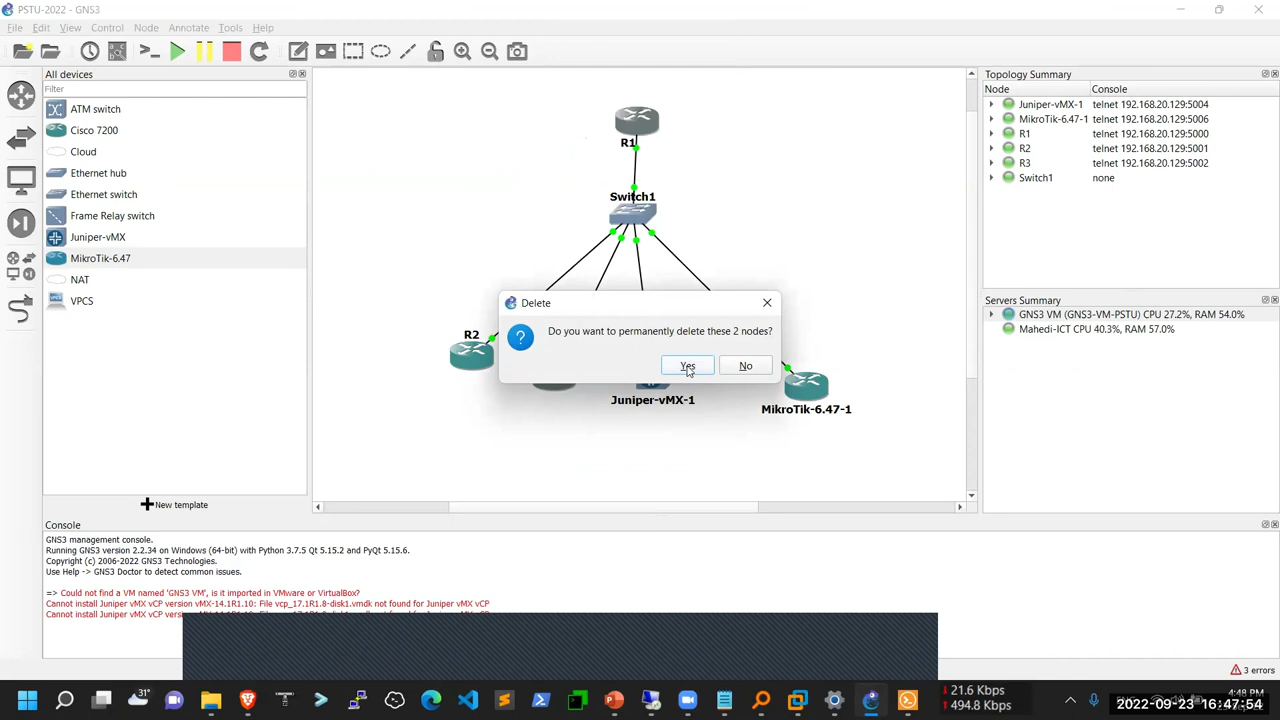 PSTU-2022 - GNS3
File Edit View Control Node Annotate Tools Help
All devices
Filter
ATM switch
Cisco 7200
Cloud
Ethernet hub
Ethernet switch
Frame Relay switch
Juniper-vMX
MikroTik-6.47
NAT
VPCS
New template
R1
Switch1
R2
Juniper-vMX-1
MikroTik-6.47-1
Delete
Do you want to permanently delete these 2 nodes?
Yes No
Topology Summary
Node Console
Juniper-vMX-1 telnet 192.168.20.129:5004
MikroTik-6.47-1 telnet 192.168.20.129:5006
R1 telnet 192.168.20.129:5000
R2 telnet 192.168.20.129:5001
R3 telnet 192.168.20.129:5002
Switch1 none
Servers Summary
GNS3 VM (GNS3-VM-PSTU) CPU 27.2%, RAM 54.0%
Mahedi-ICT CPU 40.3%, RAM 57.0%
Console
GNS3 management console.
Running GNS3 version 2.2.34 on Windows (64-bit) with Python 3.7.5 Qt 5.15.2 and PyQt 5.15.6.
Copyright (c) 2006-2022 GNS3 Technologies.
Use Help -> GNS3 Doctor to detect common issues.
=> Could not find a VM named 'GNS3 VM', is it imported in VMware or VirtualBox?
Cannot install Juniper vMX vCP version vMX-14.1R1.10: File vcp_17.1R1.8-disk1.vmdk not found for Juniper vMX vCP
Cannot install Juniper vMX vCP
3 errors
31°
21.6 Kbps
494.8 Kbps
4:48 PM
2022-09-23 16:47:54